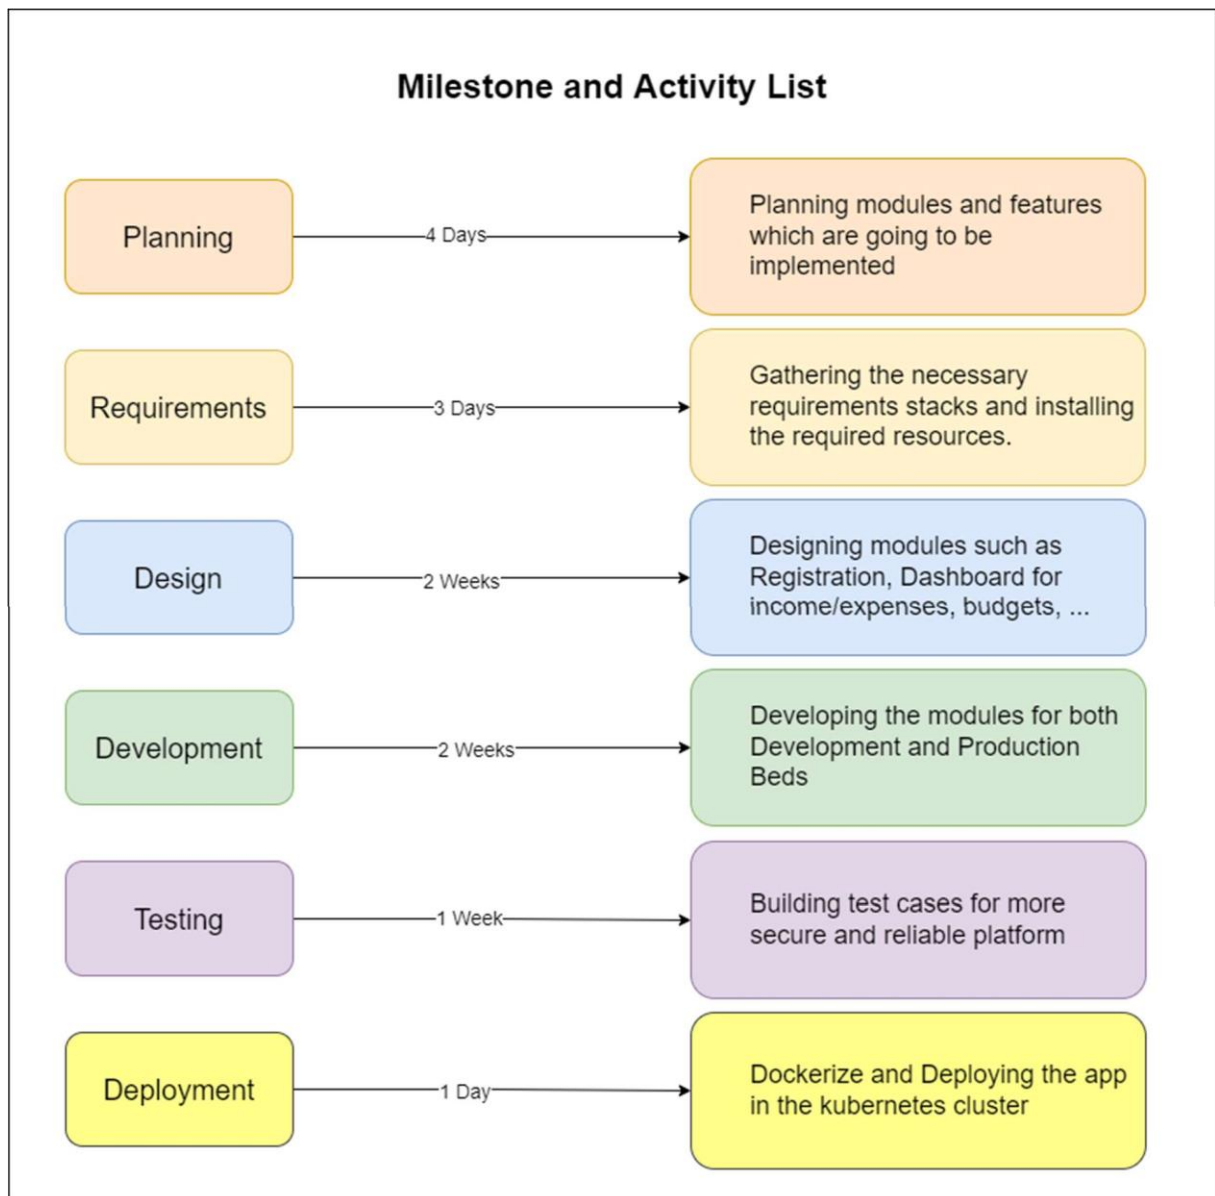 Milestone and Activity List
Planning
4 Days
Planning modules and features
which are going to be
implemented
Requirements
3 Days
Gathering the necessary
requirements stacks and installing
the required resources.
Design
2 Weeks
Designing modules such as
Registration, Dashboard for
income/expenses, budgets, ...
Development
2 Weeks
Developing the modules for both
Development and Production
Beds
Testing
1 Week
Building test cases for more
secure and reliable platform
Deployment
1 Day
Dockerize and Deploying the app
in the kubernetes cluster